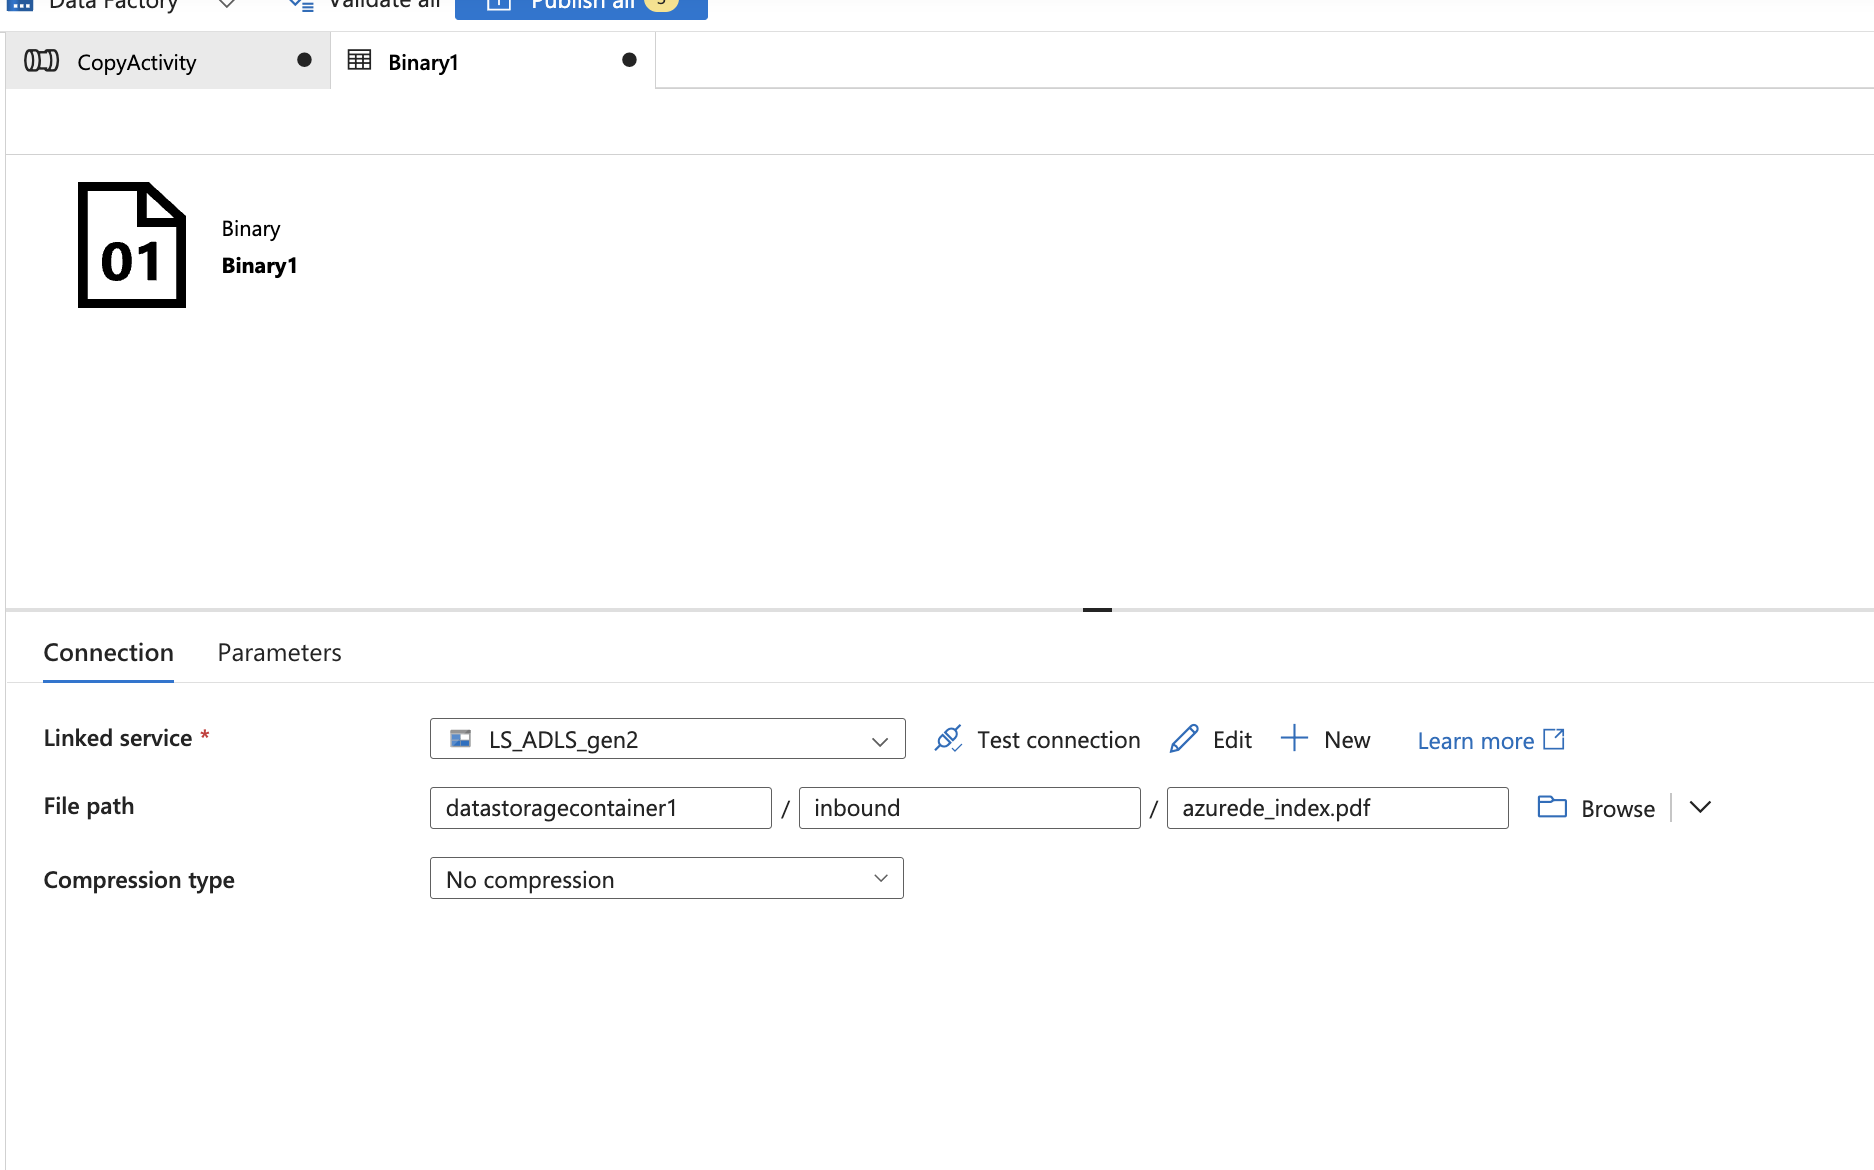 Data Factory
Validate all
Publish all
CopyActivity
Binary1
01
Binary
Binary1
Connection
Parameters
Linked service *
LS_ADLS_gen2
Test connection
Edit
New
Learn more
File path
datastoragecontainer1 / inbound / azurede_index.pdf
Browse
Compression type
No compression